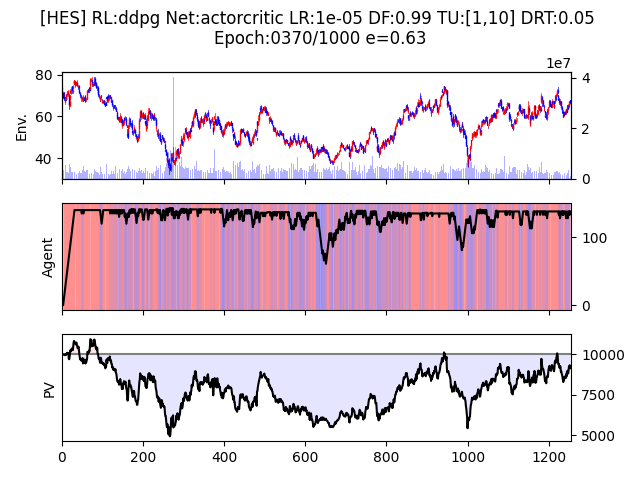 [HES] RL:ddpg Net:actorcritic LR:1e-05 DF:0.99 TU:[1,10] DRT:0.05
Epoch:0370/1000 e=0.63
1e7
80
60
40
Env.
4
2
0
Agent
100
0
PV
10000
7500
5000
0 200 400 600 800 1000 1200